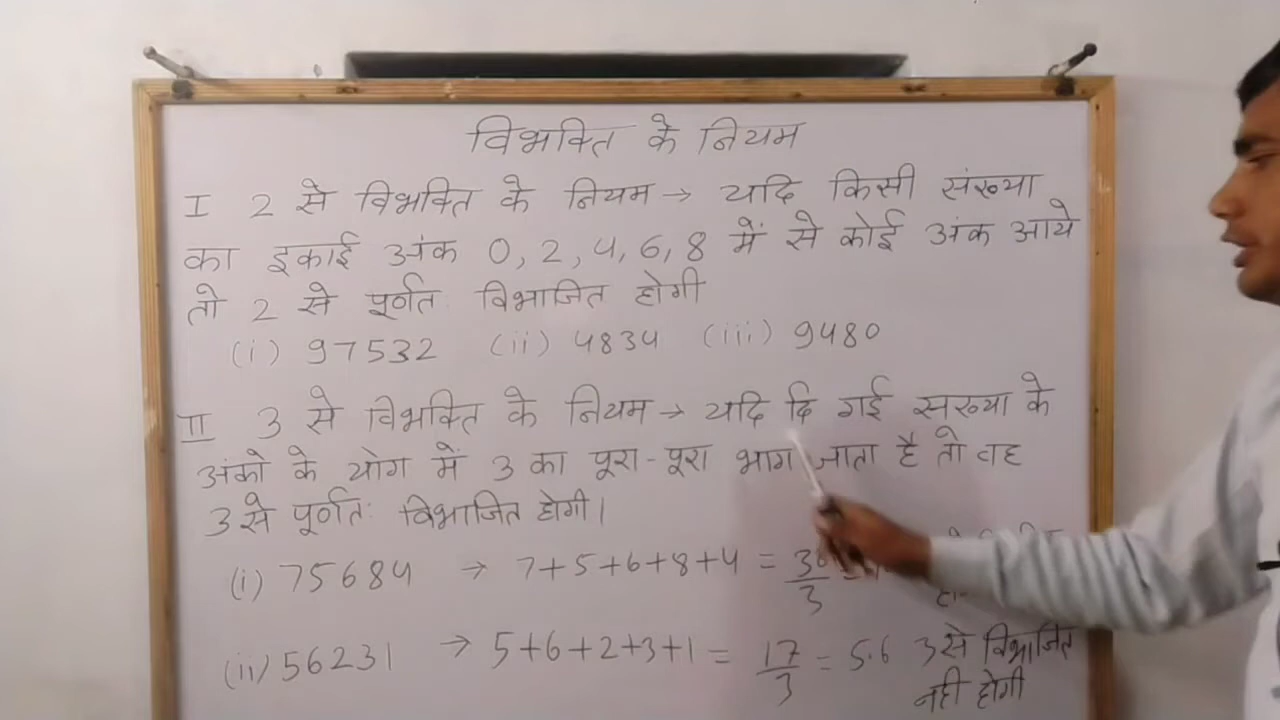 विभक्ति के नियम
I 2 से विभक्ति के नियम → यदि किसी संख्या
का इकाई अंक 0, 2, 4, 6, 8 में से कोई अंक आये
तो 2 से पूर्णत: विभाजित होगी
(i) 97532 (ii) 4834 (iii) 9480
II 3 से विभक्ति के नियम → यदि दि गई सख्या के
अंको के योग में 3 का पूरा-पूरा भाग जाता है तो वह
3 से पूर्णत: विभाजित होगी।
(i) 75684 → 7+5+6+8+4 =
3
(ii) 56231 → 5+6+2+3+1 = 17/3 = 5.6 3 से विभाजित
नही होगी